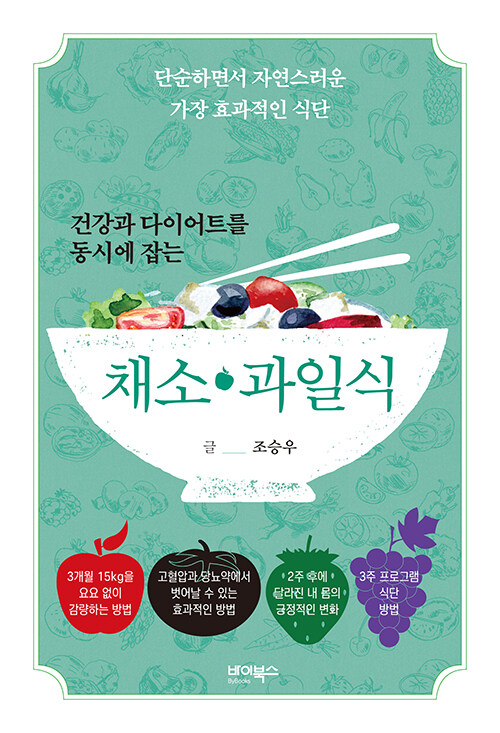 단순하면서 자연스러운
가장 효과적인 식단
건강과 다이어트를
동시에 잡는
채소·과일식
글 __ 조승우
3개월 15kg을
요요 없이
감량하는 방법
고혈압과 당뇨약에서
벗어날 수 있는
효과적인 방법
2주 후에
달라진 내 몸의
긍정적인 변화
3주 프로그램
식단
방법
바이북스
ByBooks